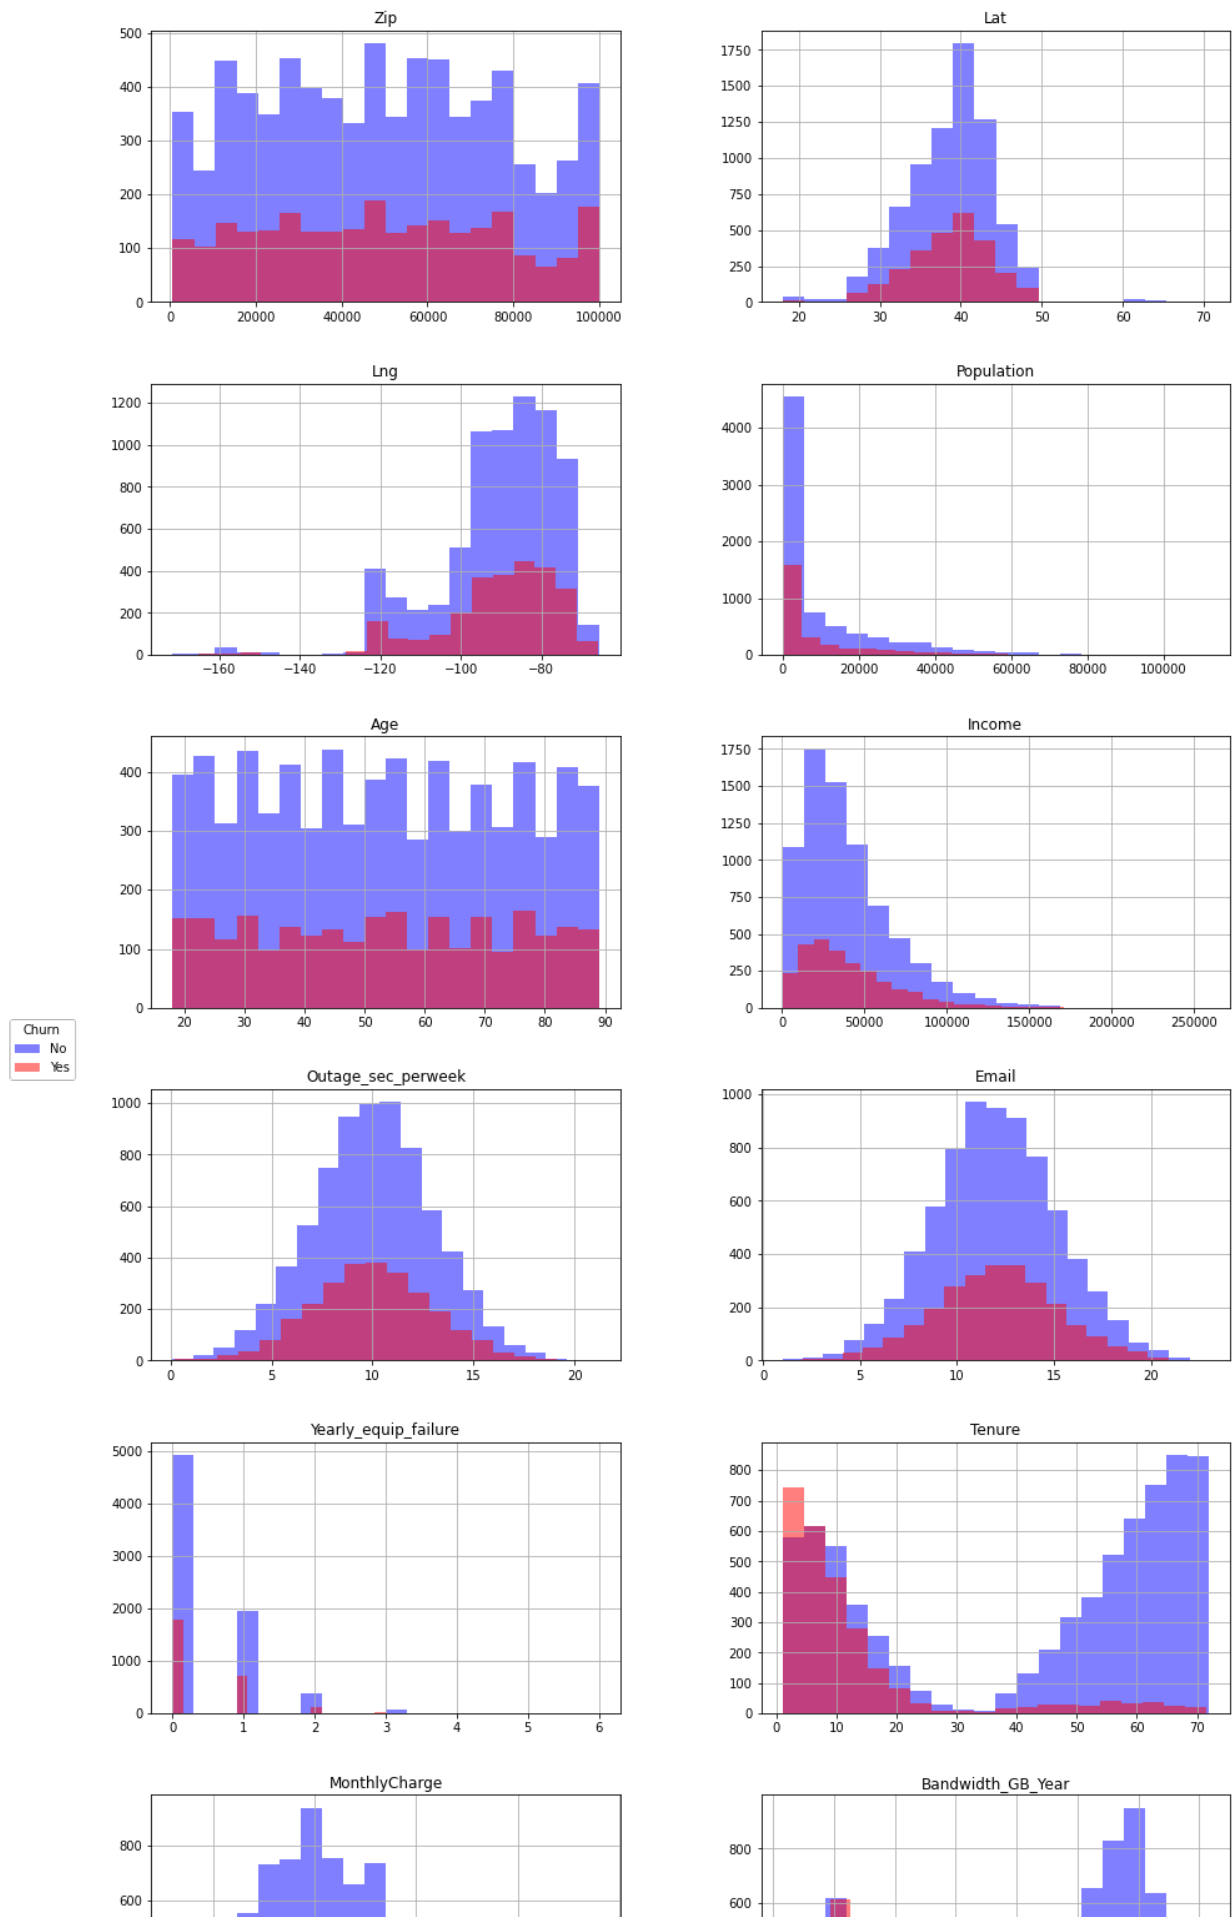 Zip
500
400
300
200
100
0
0 20000 40000 60000 80000 100000
Lat
1750
1500
1250
1000
750
500
250
0
20 30 40 50 60 70
Lng
1200
1000
800
600
400
200
0
−160 −140 −120 −100 −80
Population
4000
3000
2000
1000
0
0 20000 40000 60000 80000 100000
Age
400
300
200
100
0
20 30 40 50 60 70 80 90
Income
1750
1500
1250
1000
750
500
250
0
0 50000 100000 150000 200000 250000
Churn
No
Yes
Outage_sec_perweek
1000
800
600
400
200
0
0 5 10 15 20
Email
1000
800
600
400
200
0
0 5 10 15 20
Yearly_equip_failure
5000
4000
3000
2000
1000
0
0 1 2 3 4 5 6
Tenure
800
700
600
500
400
300
200
100
0
0 10 20 30 40 50 60 70
MonthlyCharge
800
600
Bandwidth_GB_Year
800
600